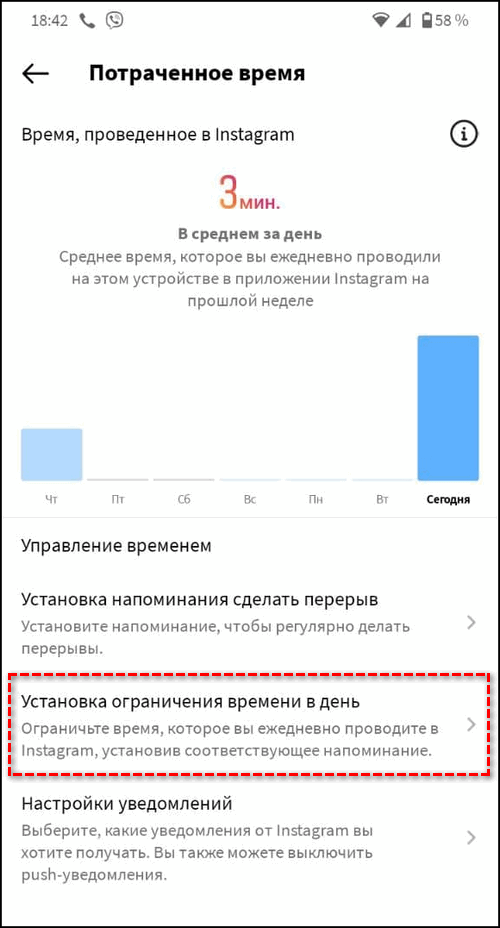 18:42 58 %
Потраченное время
Время, проведенное в Instagram
3 мин.
В среднем за день
Среднее время, которое вы ежедневно проводили
на этом устройстве в приложении Instagram на
прошлой неделе
Чт Пт Сб Вс Пн Вт Сегодня
Управление временем
Установка напоминания сделать перерыв
Установите напоминание, чтобы регулярно делать
перерывы.
Установка ограничения времени в день
Ограничьте время, которое вы ежедневно проводите в
Instagram, установив соответствующее напоминание.
Настройки уведомлений
Выберите, какие уведомления от Instagram вы
хотите получать. Вы также можете выключить
push-уведомления.